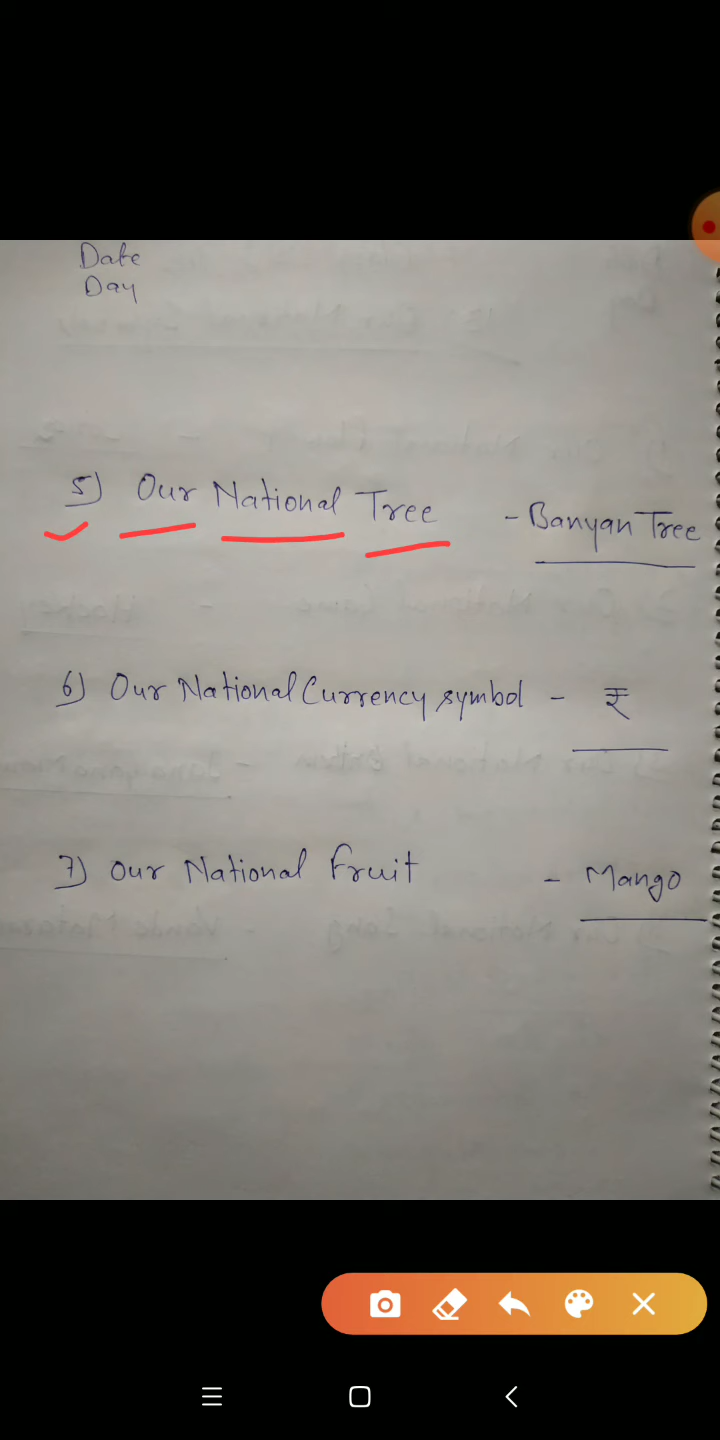 Date
Day
5) Our National Tree - Banyan Tree
6) Our National Currency symbol - ₹
7) Our National Fruit - Mango